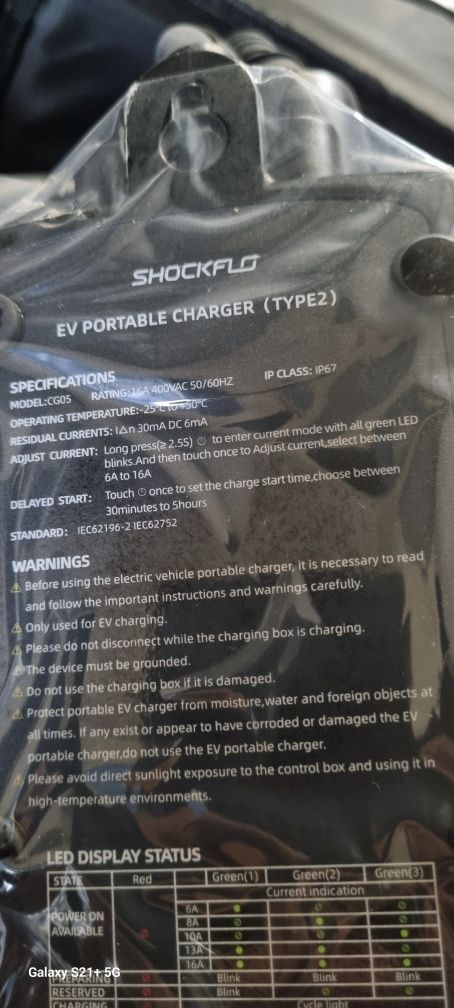 SHOCKFLO
EV PORTABLE CHARGER (TYPE2)
SPECIFICATIONS
MODEL:CG05 RATING:16A 400VAC 50/60HZ IP CLASS: IP67
OPERATING TEMPERATURE:-25°C to +50°C
RESIDUAL CURRENTS: I∆n 30mA DC 6mA
ADJUST CURRENT: Long press(≥2.5S) to enter current mode with all green LED
blinks.And then touch once to Adjust current,select between
6A to 16A
DELAYED START: Touch once to set the charge start time,choose between
30minutes to 5hours
STANDARD: IEC62196-2 IEC62752
WARNINGS
Before using the electric vehicle portable charger, it is necessary to read
and follow the important instructions and warnings carefully.
Only used for EV charging.
Please do not disconnect while the charging box is charging.
The device must be grounded.
Do not use the charging box if it is damaged.
Protect portable EV charger from moisture,water and foreign objects at
all times. If any exist or appear to have corroded or damaged the EV
portable charger,do not use the EV portable charger.
Please avoid direct sunlight exposure to the control box and using it in
high-temperature environments.
LED DISPLAY STATUS
STATE Red Green(1) Green(2) Green(3)
Current indication
POWER ON
AVAILABLE
6A
8A
10A
13A
16A
PREPARING Blink Blink Blink
RESERVED Blink
CHARGING Cycle light
Galaxy S21+ 5G